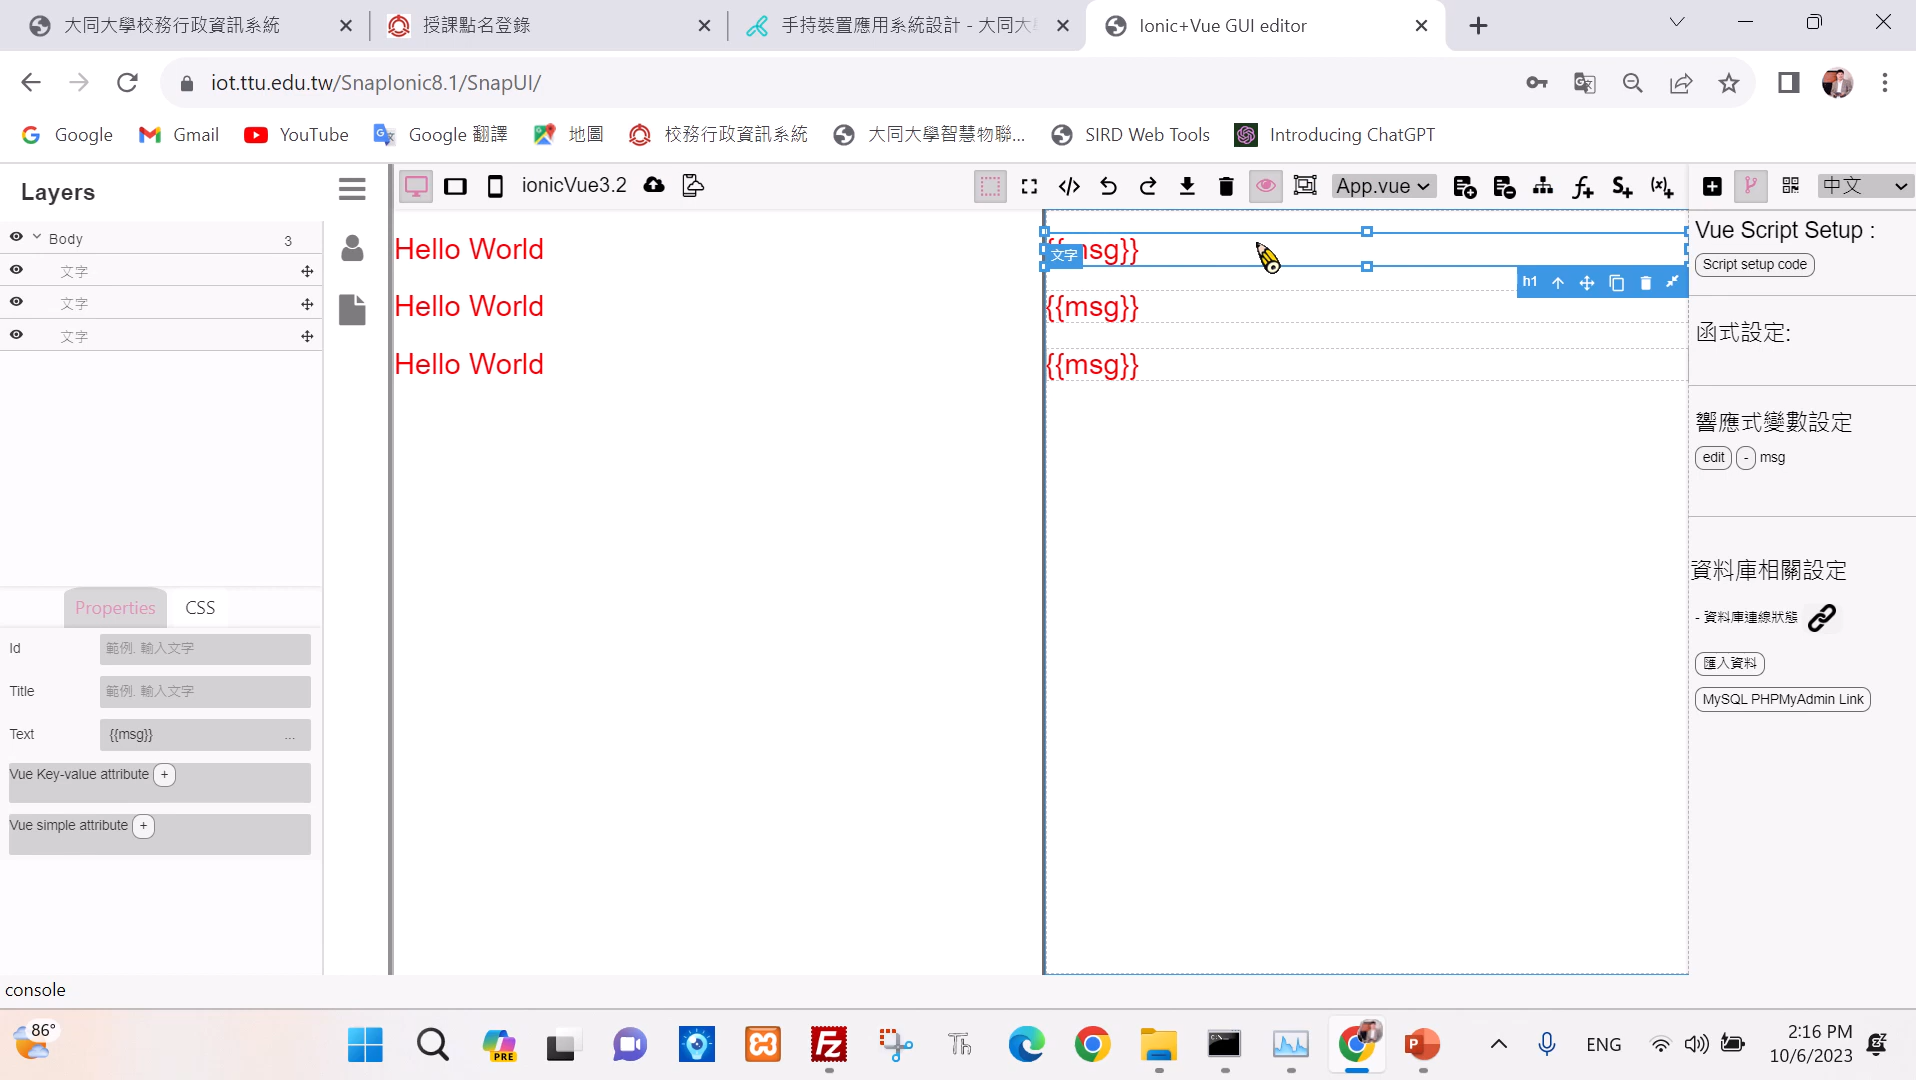 大同大學校務行政資訊系統
授課點名登錄
手持裝置應用系統設計 - 大同大
Ionic+Vue GUI editor
iot.ttu.edu.tw/SnapIonic8.1/SnapUI/
Google
Gmail
YouTube
Google 翻譯
地圖
校務行政資訊系統
大同大學智慧物聯...
SIRD Web Tools
Introducing ChatGPT
Layers
ionicVue3.2
App.vue
中文
Body
3
文字
文字
文字
Hello World
Hello World
Hello World
{{msg}}
文字
h1
{{msg}}
{{msg}}
Vue Script Setup :
Script setup code
函式設定:
響應式變數設定
edit - msg
資料庫相關設定
- 資料庫連線狀態
匯入資料
MySQL PHPMyAdmin Link
Properties
CSS
Id
範例. 輸入文字
Title
範例. 輸入文字
Text
{{msg}}
...
Vue Key-value attribute +
Vue simple attribute +
console
86°
PRE
Th
ENG
2:16 PM
10/6/2023